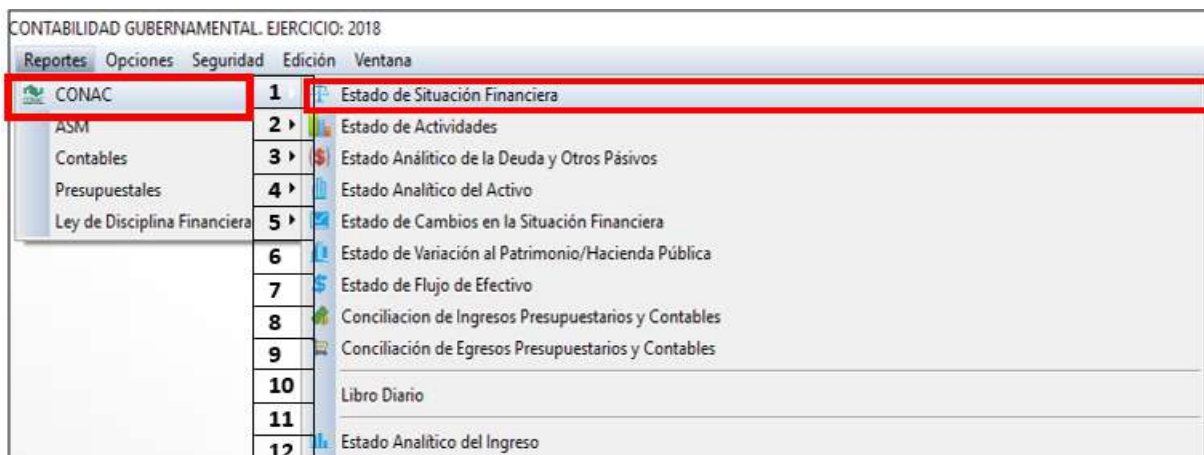 CONTABILIDAD GUBERNAMENTAL. EJERCICIO: 2018
Reportes Opciones Seguridad Edición Ventana
CONAC 1 Estado de Situación Financiera
ASM 2 Estado de Actividades
Contables 3 Estado Análitico de la Deuda y Otros Pásivos
Presupuestales 4 Estado Analítico del Activo
Ley de Disciplina Financiera 5 Estado de Cambios en la Situación Financiera
6 Estado de Variación al Patrimonio/Hacienda Pública
7 Estado de Flujo de Efectivo
8 Conciliacion de Ingresos Presupuestarios y Contables
9 Conciliación de Egresos Presupuestarios y Contables
10 Libro Diario
11
12 Estado Analítico del Ingreso